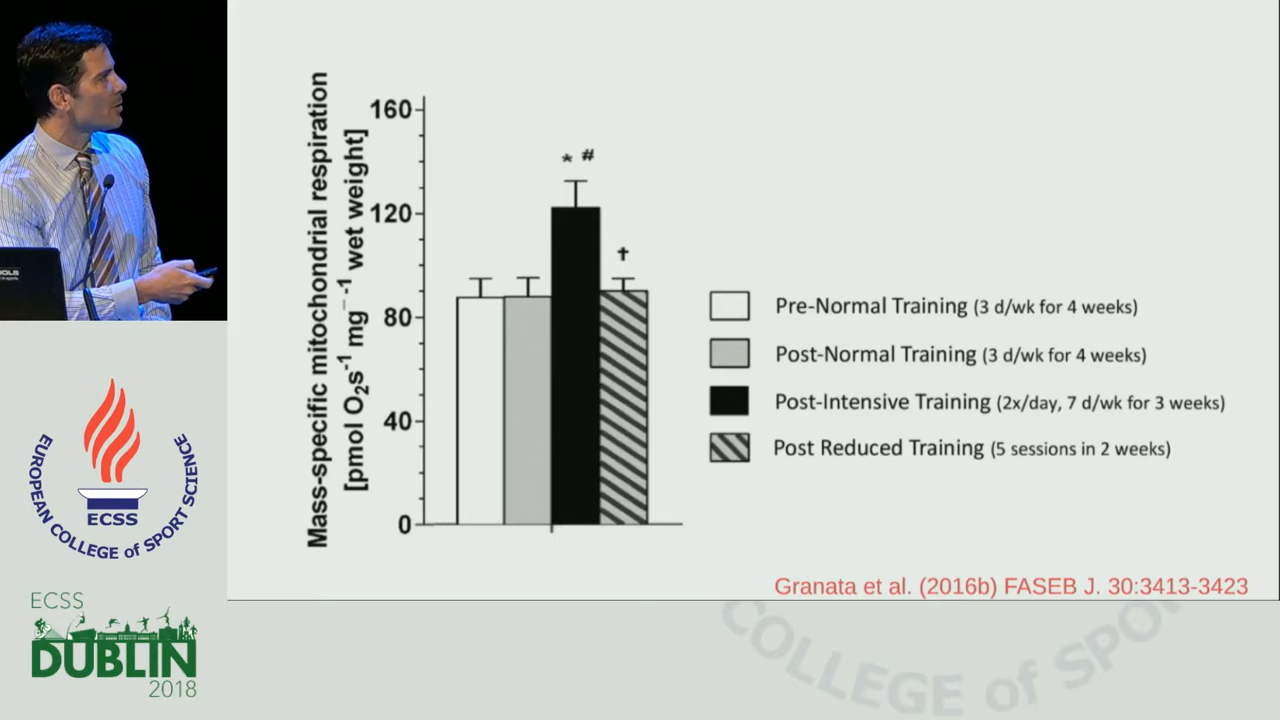 Mass-specific mitochondrial respiration
[pmol O₂s⁻¹ mg⁻¹ wet weight]
160
120
80
40
0
* #
†
Pre-Normal Training (3 d/wk for 4 weeks)
Post-Normal Training (3 d/wk for 4 weeks)
Post-Intensive Training (2x/day, 7 d/wk for 3 weeks)
Post Reduced Training (5 sessions in 2 weeks)
Granata et al. (2016b) FASEB J. 30:3413-3423
EUROPEAN COLLEGE of SPORT SCIENCE
ECSS
ECSS
DUBLIN
2018
COLLEGE of SPOR